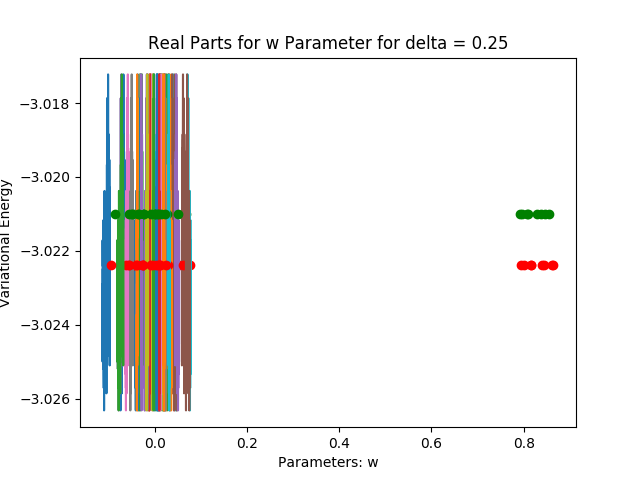 Real Parts for w Parameter for delta = 0.25
Variational Energy
−3.018
−3.020
−3.022
−3.024
−3.026
0.0 0.2 0.4 0.6 0.8
Parameters: w